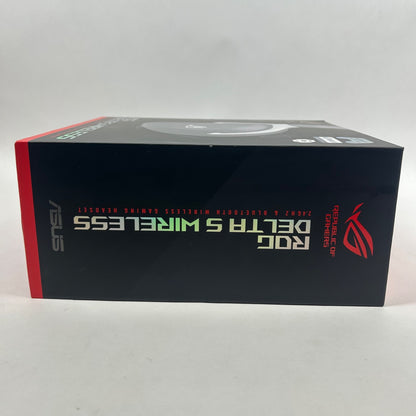 REPUBLIC OF
GAMERS
ROG
DELTA S WIRELESS
2.4GHZ & BLUETOOTH WIRELESS GAMING HEADSET
ASUS